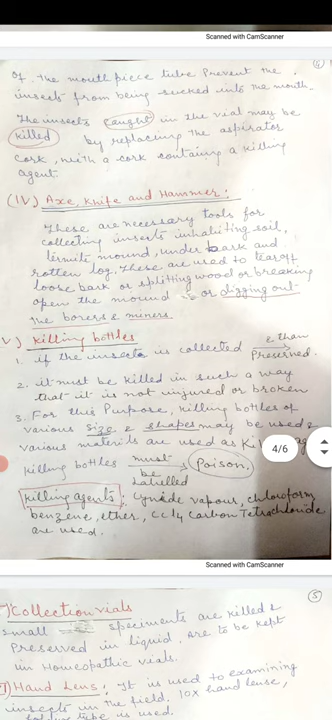 Scanned with CamScanner
4
of the mouth piece tube prevent the
insects from being sucked into the mouth.
The insects caught in the vial may be
killed by replacing the aspirator
cork, with a cork containing a killing
agent
(IV) Axe, Knife and Hammer:
These are necessary tools for
collecting insects inhabiting soil,
termite mound, under bark and
rotten log. These are used to tear off
loose bark or splitting wood or breaking
open the mound or digging out
the borers & miners.
V) Killing bottles
1. if the insect is collected & than Preserved.
2. it must be killed in such a way
that it is not injured or broken
3. For this Purpose, killing bottles of
various size & shapes may be used &
various materials are used as
4/6
killing bottles must be Labelled Poison.
Killing agents: Cynide vapour, chloroform
benzene, ether, CCl4 Carbon Tetrachloride
are used.
Scanned with CamScanner
5
Collection vials
small specimens are killed &
Preserved in liquid, are to be kept
in Homeopathic vials.
Hand Lens: It is used to examining
insects in the field, 10x hand lense,
type is used.